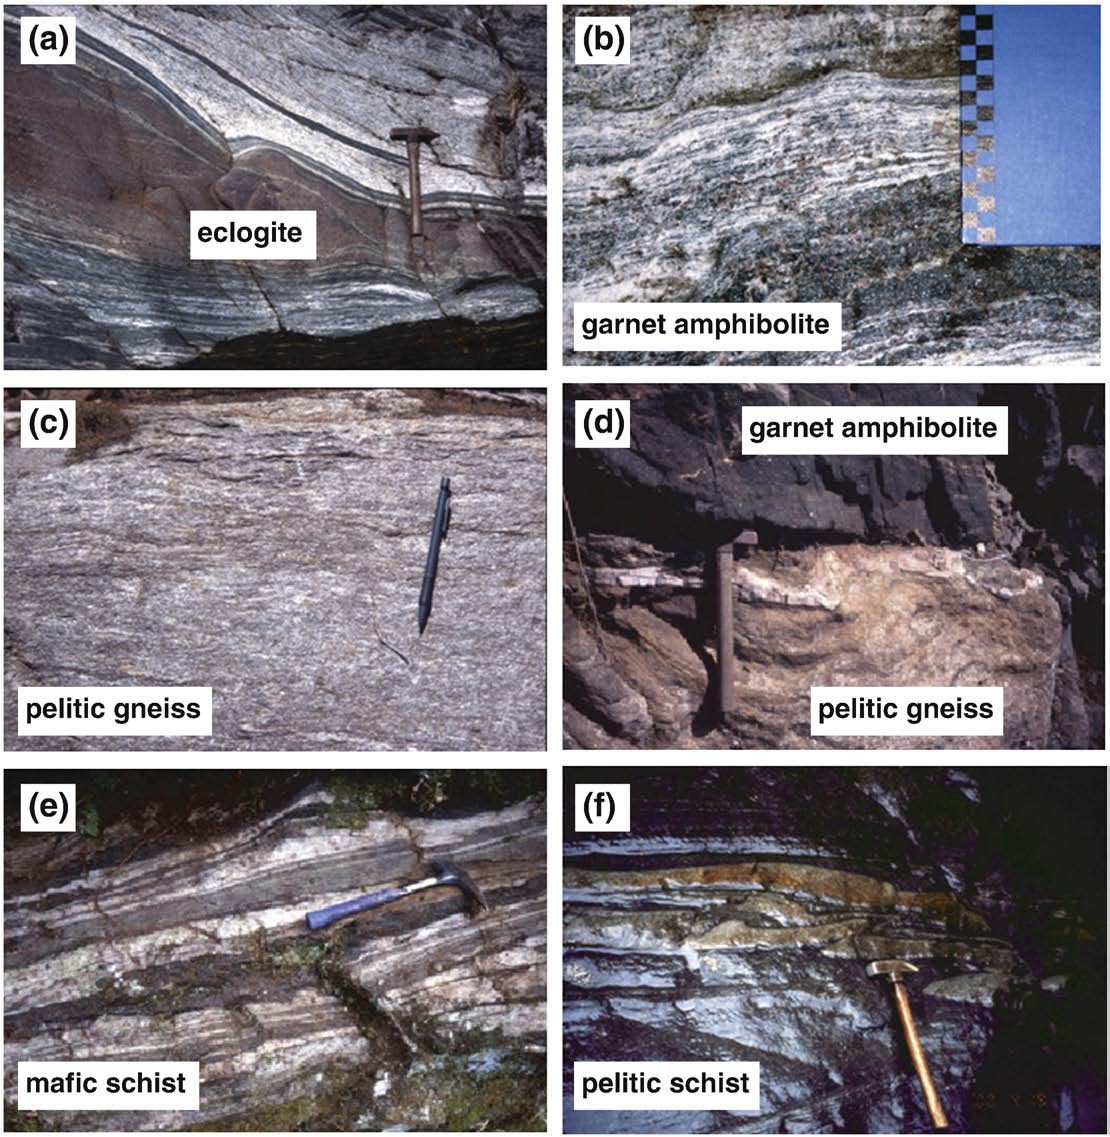 (a)
eclogite
(b)
garnet amphibolite
(c)
pelitic gneiss
(d)
garnet amphibolite
pelitic gneiss
(e)
mafic schist
(f)
pelitic schist